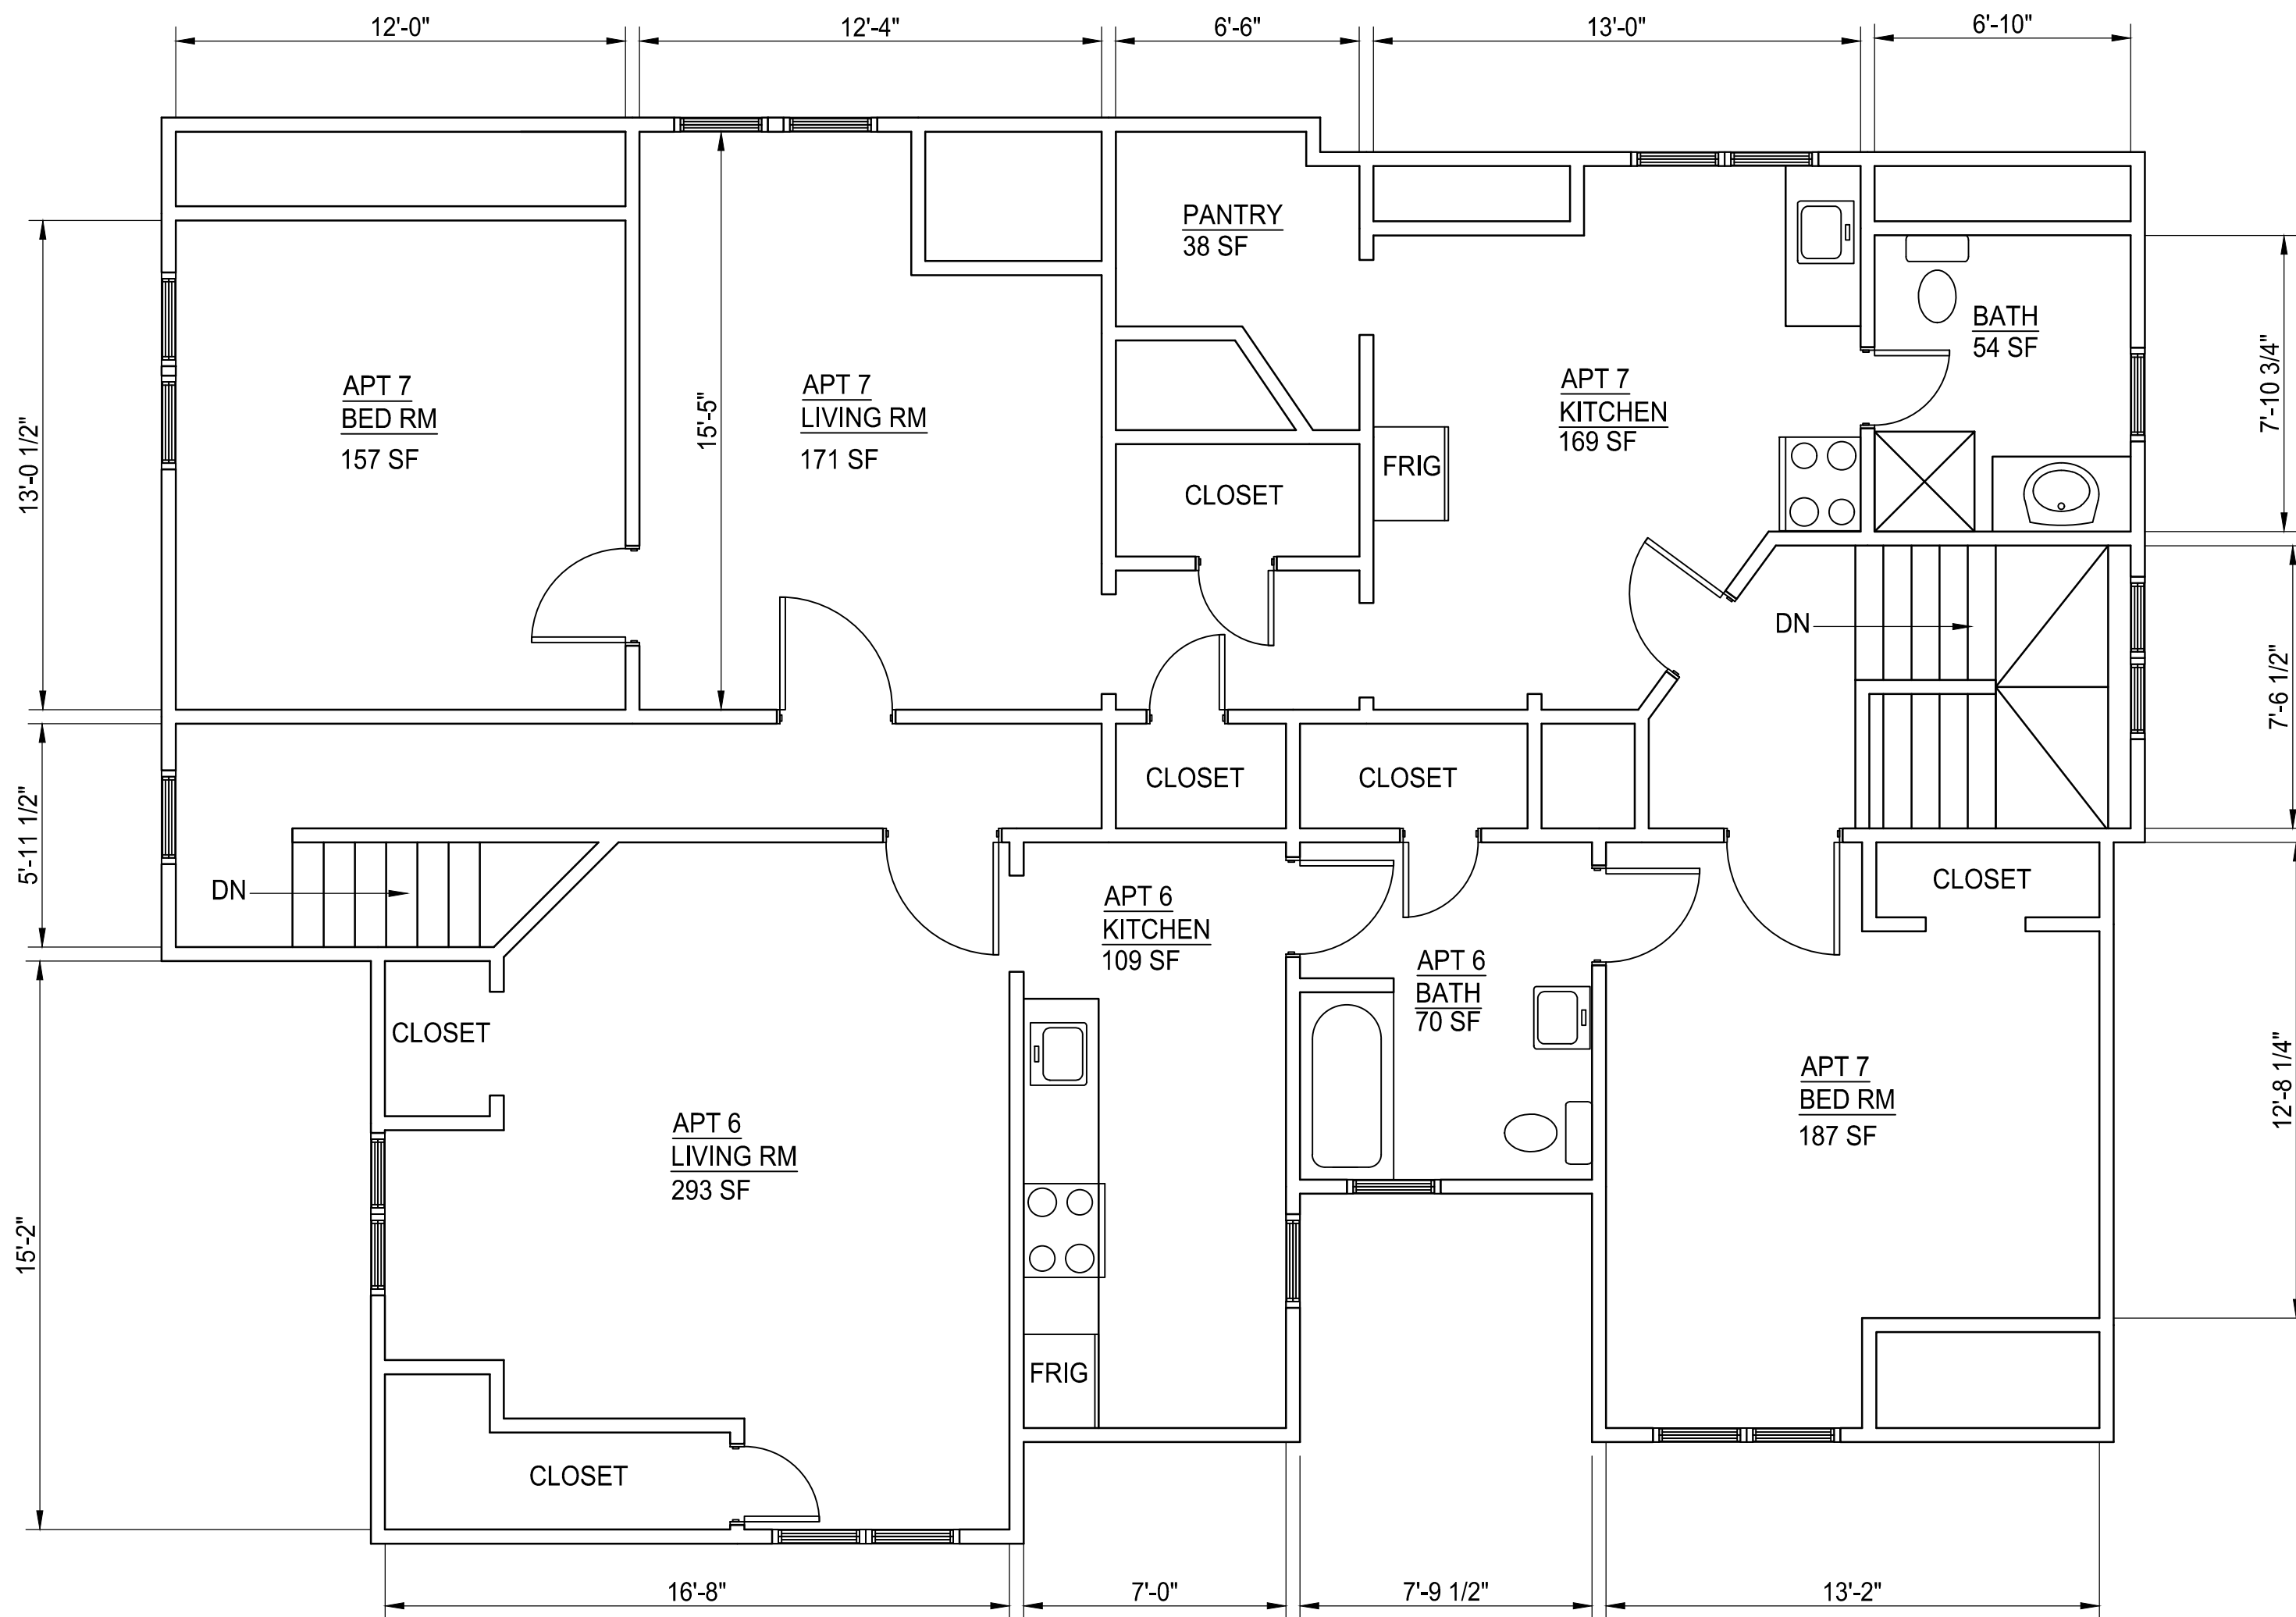 12'-0"
12'-4"
6'-6"
13'-0"
6'-10"
PANTRY
38 SF
BATH
54 SF
7'-10 3/4"
APT 7
BED RM
157 SF
APT 7
LIVING RM
171 SF
15'-5"
APT 7
KITCHEN
169 SF
13'-0 1/2"
FRIG
CLOSET
DN
7'-6 1/2"
CLOSET
CLOSET
5'-11 1/2"
DN
APT 6
KITCHEN
109 SF
CLOSET
APT 6
BATH
70 SF
CLOSET
APT 7
BED RM
187 SF
12'-8 1/4"
APT 6
LIVING RM
293 SF
15'-2"
FRIG
CLOSET
16'-8"
7'-0"
7'-9 1/2"
13'-2"